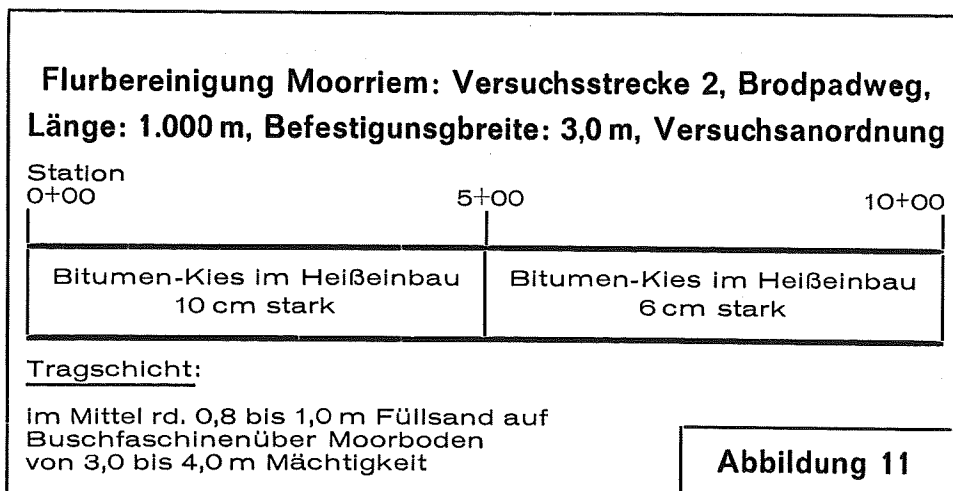 Flurbereinigung Moorriem: Versuchsstrecke 2, Brodpadweg,
Länge: 1.000 m, Befestigunsgbreite: 3,0 m, Versuchsanordnung
Station
0+00 5+00 10+00
Bitumen-Kies im Heißeinbau Bitumen-Kies im Heißeinbau
10 cm stark 6 cm stark
Tragschicht:
im Mittel rd. 0,8 bis 1,0 m Füllsand auf
Buschfaschinenüber Moorboden
von 3,0 bis 4,0 m Mächtigkeit
Abbildung 11